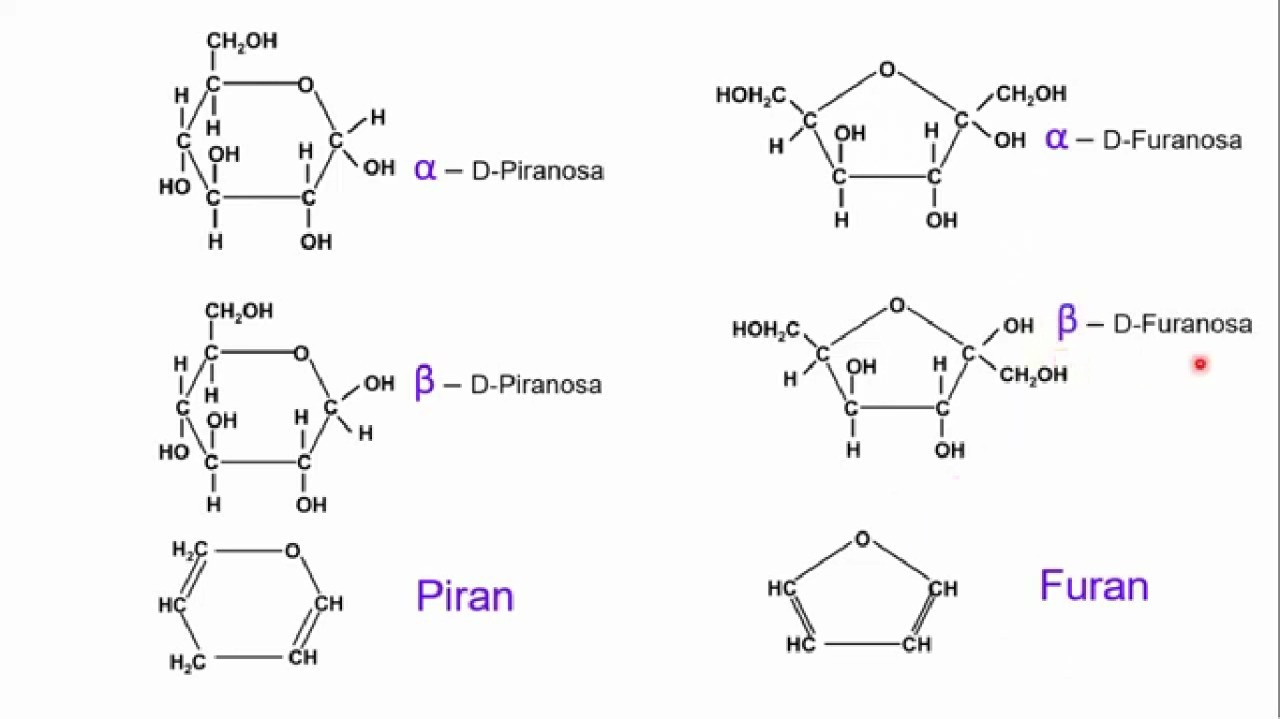 CH₂OH
C O
H
H
C
H
C
OH
H
OH
HO
C C
H OH
α – D-Piranosa
O
HOH₂C
CH₂OH
C
C
H
OH
H
OH
C C
H OH
α – D-Furanosa
CH₂OH
C O
H
H
C
OH
C
OH
H
H
HO
C C
H OH
β – D-Piranosa
O
HOH₂C
OH
C
C
H
OH
H
CH₂OH
C C
H OH
β – D-Furanosa
H₂C O
HC CH
H₂C CH
Piran
O
HC CH
HC CH
Furan